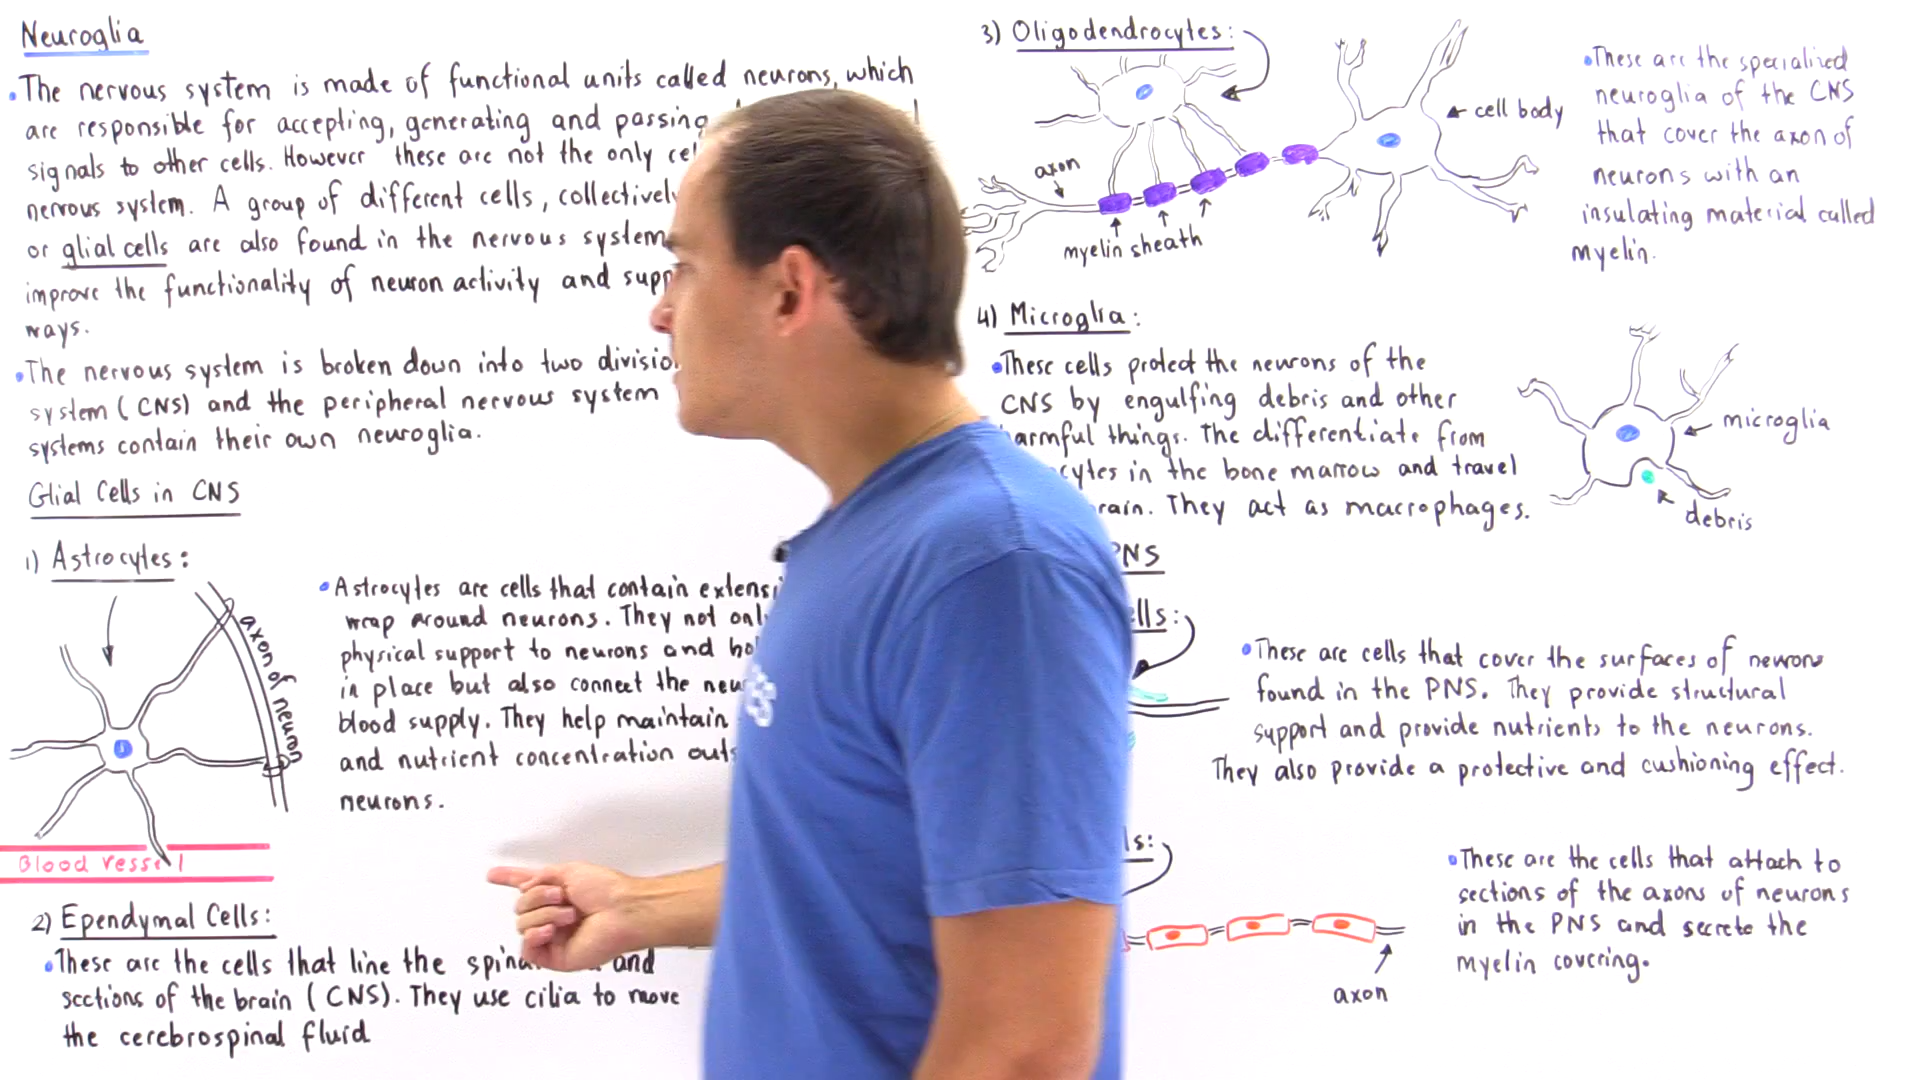 Neuroglia
• The nervous system is made of functional units called neurons, which
are responsible for accepting, generating and passing
signals to other cells. However these are not the only
nervous system. A group of different cells, collectively
or glial cells are also found in the nervous system
improve the functionality of neuron activity and
ways.
• The nervous system is broken down into two
system (CNS) and the peripheral nervous system
systems contain their own neuroglia.
Glial Cells in CNS
1) Astrocytes:
axon of neuron
Blood vessel
• Astrocytes are cells that contain
wrap around neurons. They not
physical support to neurons and
in place but also connect the
blood supply. They help maintain
and nutrient concentration
neurons.
2) Ependymal Cells:
• These are the cells that line the and
sections of the brain (CNS). They use cilia to move
the cerebrospinal fluid
3) Oligodendrocytes:
cell body
axon
myelin sheath
• These are the specialized
neuroglia of the CNS
that cover the axon of
neurons with an
insulating material called
myelin.
4) Microglia:
• These cells protect the neurons of the
CNS by engulfing debris and other
things. The differentiate from
in the bone marrow and travel
They act as macrophages.
microglia
debris
PNS
• These are cells that cover the surfaces of neurons
found in the PNS. They provide structural
support and provide nutrients to the neurons.
They also provide a protective and cushioning effect.
• These are the cells that attach to
sections of the axons of neurons
in the PNS and secrete the
myelin covering.
axon